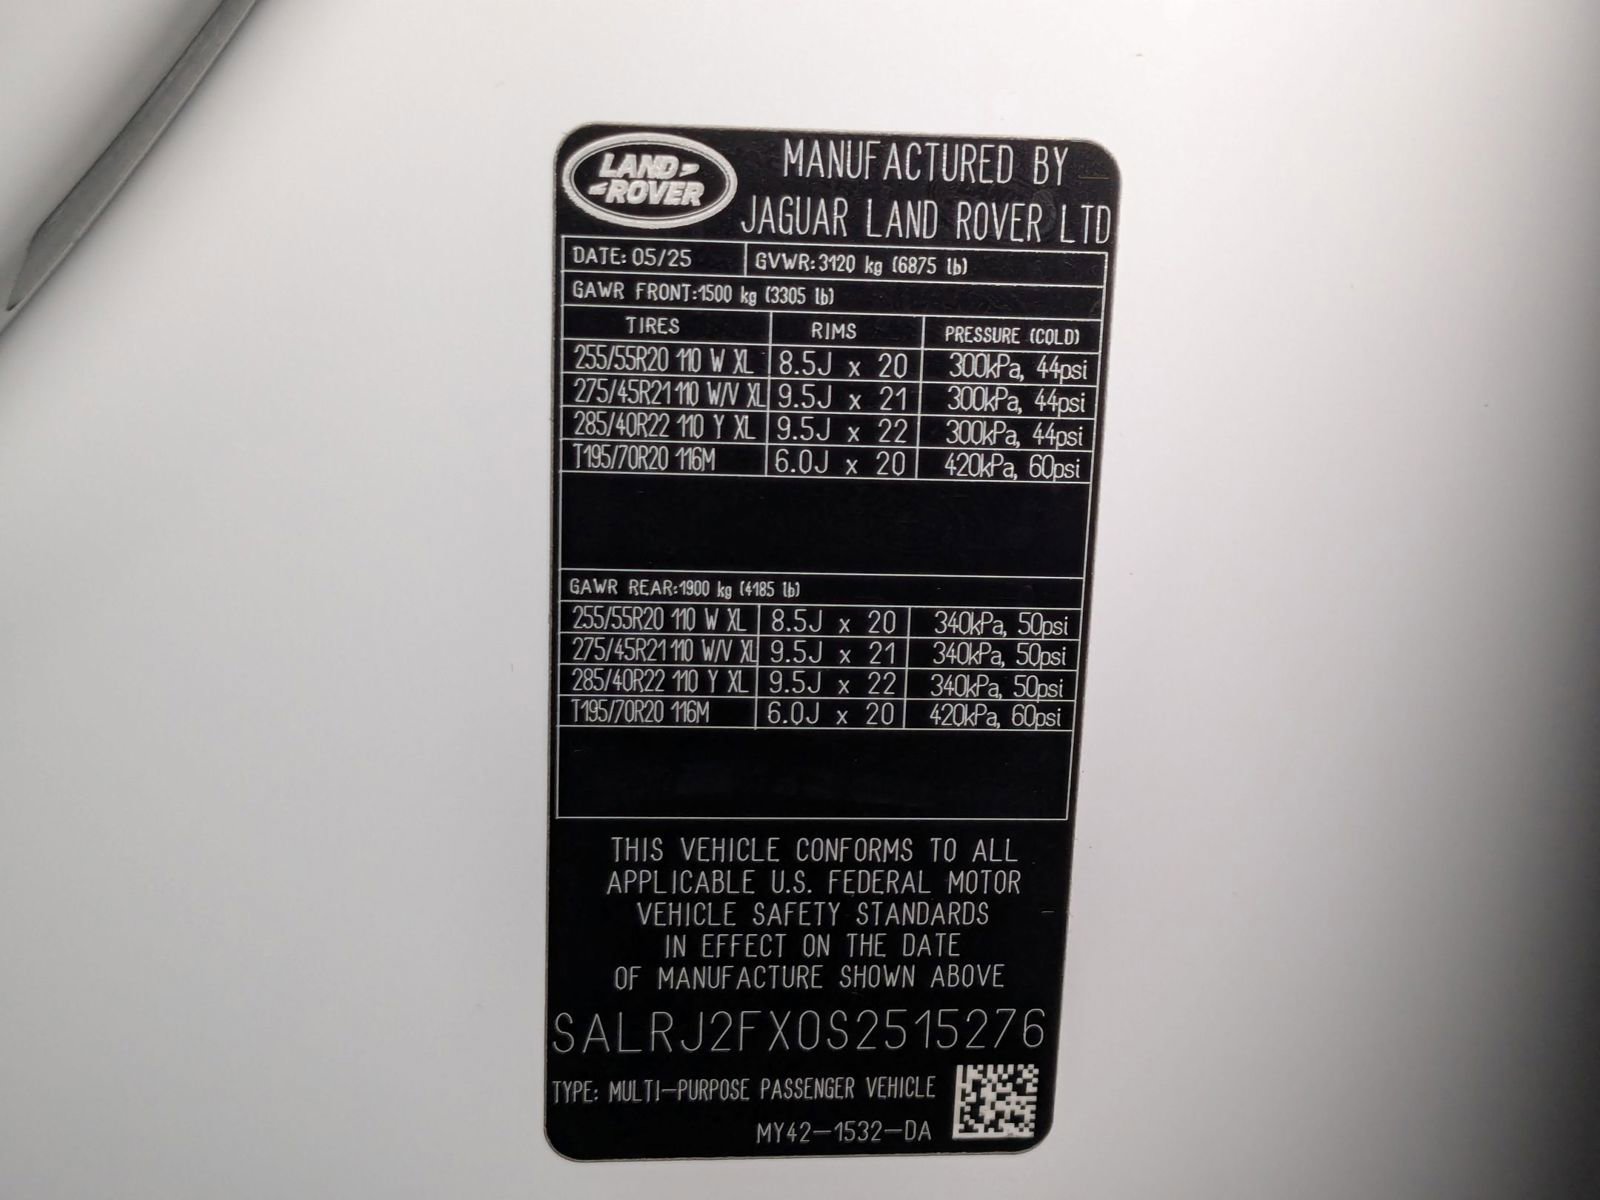 LAND ROVER
MANUFACTURED BY
JAGUAR LAND ROVER LTD
DATE: 05/25 GVWR: 3120 kg (6875 lb)
GAWR FRONT: 1500 kg (3305 lb)
TIRES RIMS PRESSURE (COLD)
255/55R20 110 W XL 8.5J x 20 300kPa, 44psi
275/45R21 110 W/V XL 9.5J x 21 300kPa, 44psi
285/40R22 110 Y XL 9.5J x 22 300kPa, 44psi
T195/70R20 116M 6.0J x 20 420kPa, 60psi
GAWR REAR: 1900 kg (4185 lb)
255/55R20 110 W XL 8.5J x 20 340kPa, 50psi
275/45R21 110 W/V XL 9.5J x 21 340kPa, 50psi
285/40R22 110 Y XL 9.5J x 22 340kPa, 50psi
T195/70R20 116M 6.0J x 20 420kPa, 60psi
THIS VEHICLE CONFORMS TO ALL
APPLICABLE U.S. FEDERAL MOTOR
VEHICLE SAFETY STANDARDS
IN EFFECT ON THE DATE
OF MANUFACTURE SHOWN ABOVE
SALRJ2FX0S2515276
TYPE: MULTI-PURPOSE PASSENGER VEHICLE
MY42-1532-DA